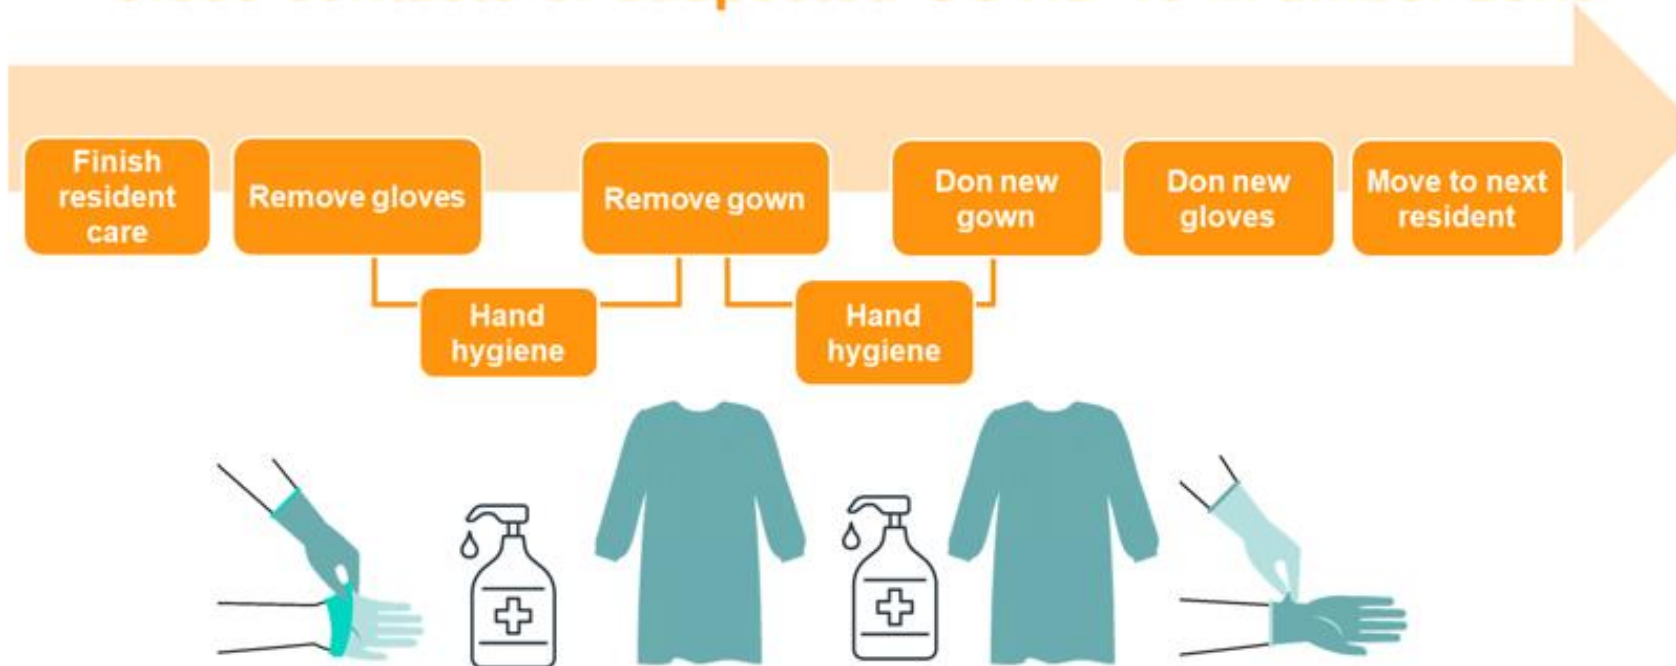 Finish
resident
care
Remove gloves
Hand
hygiene
Remove gown
Hand
hygiene
Don new
gown
Don new
gloves
Move to next
resident